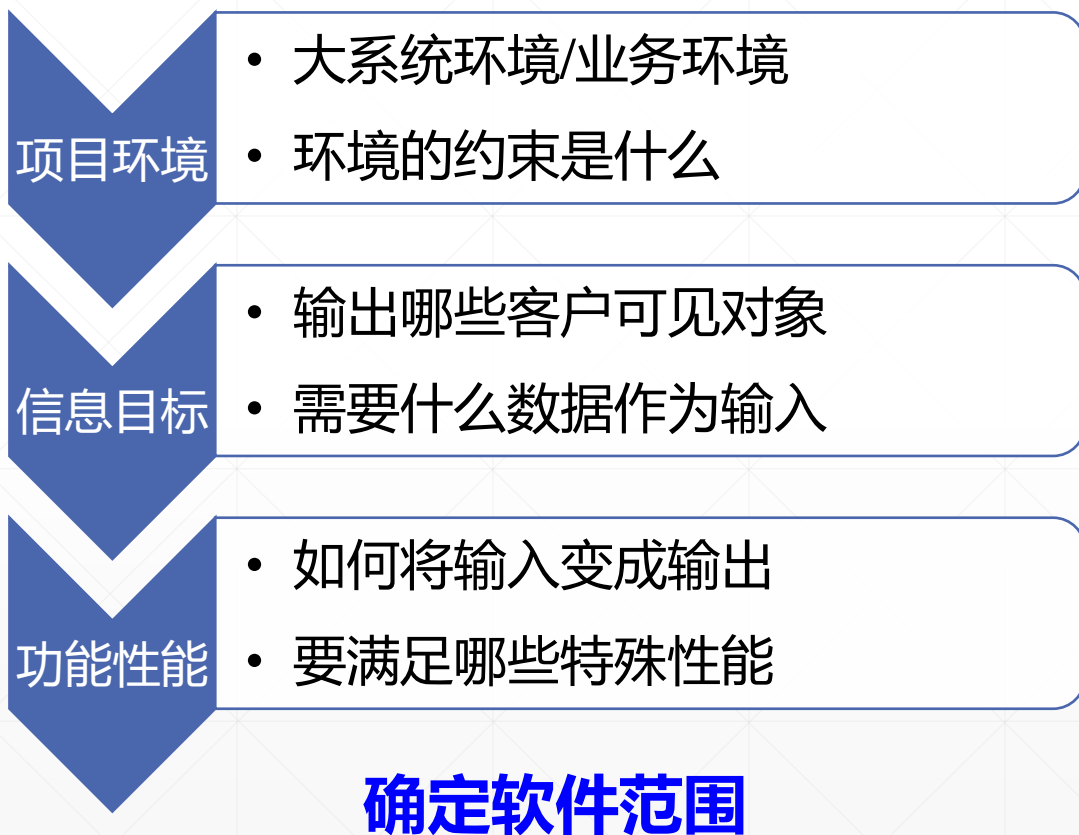 项目环境
• 大系统环境/业务环境
• 环境的约束是什么
信息目标
• 输出哪些客户可见对象
• 需要什么数据作为输入
功能性能
• 如何将输入变成输出
• 要满足哪些特殊性能
确定软件范围